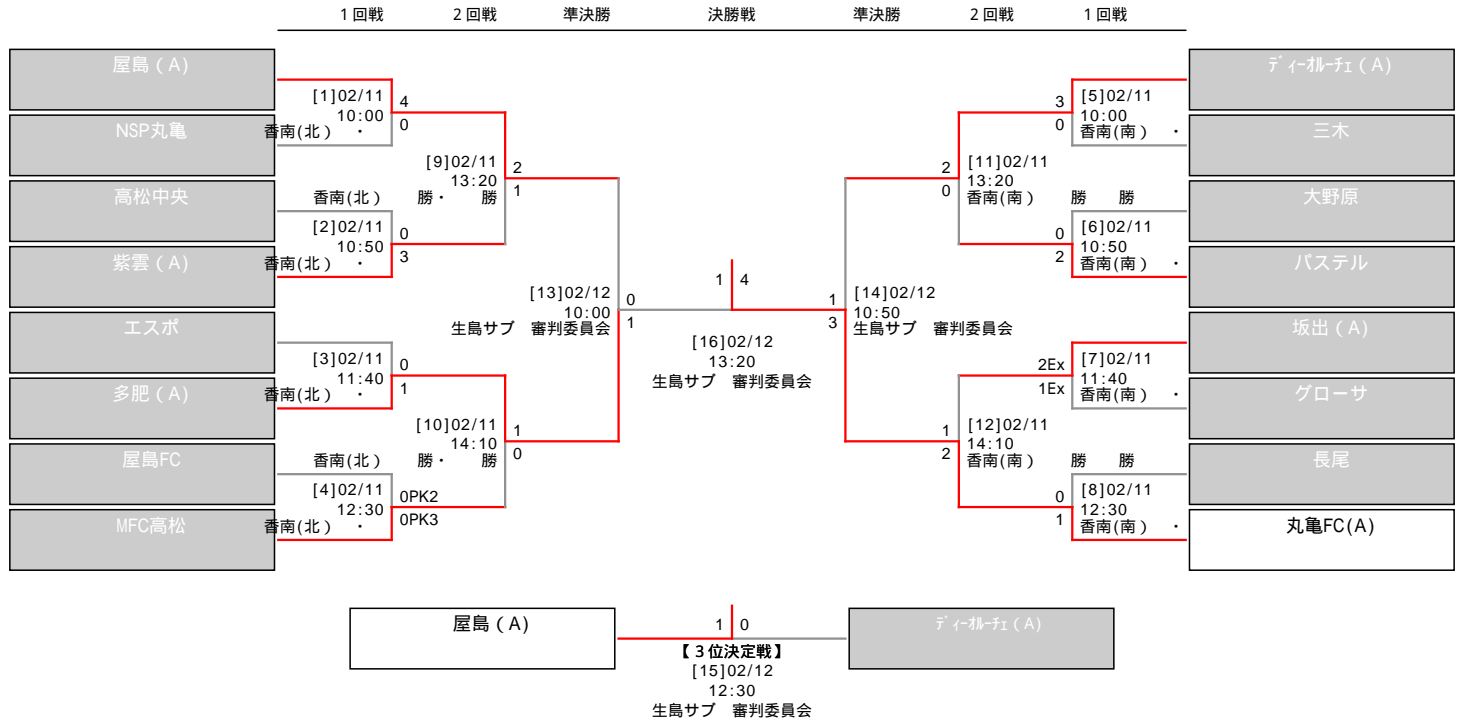 1回戦 2回戦 準決勝 決勝戦 準決勝 2回戦 1回戦
屋島（A)
[1]02/11
10:00
香南(北） ・
4
0
NSP丸亀
[9]02/11
13:20
勝・ 勝
2
1
高松中央
香南(北）
[2]02/11
10:50
香南(北） ・
0
3
紫雲（A)
[13]02/12
10:00
生島サブ 審判委員会
0
1
エスポ
[3]02/11
11:40
香南(北） ・
0
1
多肥（A)
[10]02/11
14:10
勝・ 勝
1
0
屋島FC
香南(北）
[4]02/11
12:30
香南(北） ・
0PK2
0PK3
MFC高松
1 4
[16]02/12
13:20
生島サブ 審判委員会
ﾃﾞｨｰｵﾙｰﾁｪ（A)
3
0
[5]02/11
10:00
香南(南） ・
三木
2
0
[11]02/11
13:20
香南(南） 勝 勝
大野原
0
2
[6]02/11
10:50
香南(南） ・
パステル
1
3
[14]02/12
10:50
生島サブ 審判委員会
坂出（A)
2Ex
1Ex
[7]02/11
11:40
香南(南） ・
グローサ
1
2
[12]02/11
14:10
香南(南） 勝 勝
長尾
0
1
[8]02/11
12:30
香南(南） ・
丸亀FC(A)
屋島（A) 1 0 ﾃﾞｨｰｵﾙｰﾁｪ（A)
【３位決定戦】
[15]02/12
12:30
生島サブ 審判委員会